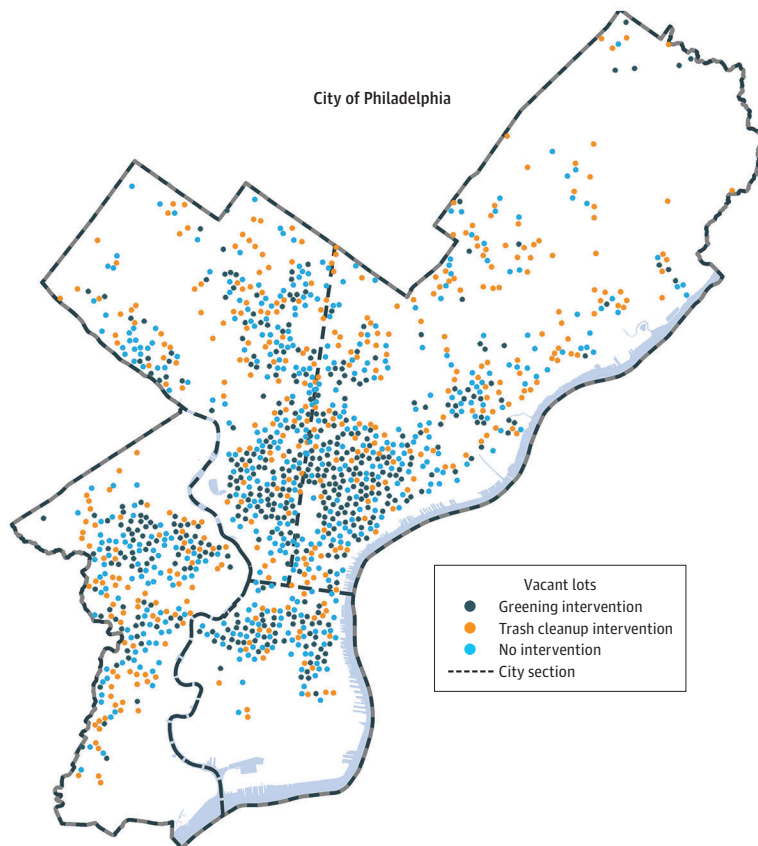 City of Philadelphia
Vacant lots
Greening intervention
Trash cleanup intervention
No intervention
City section